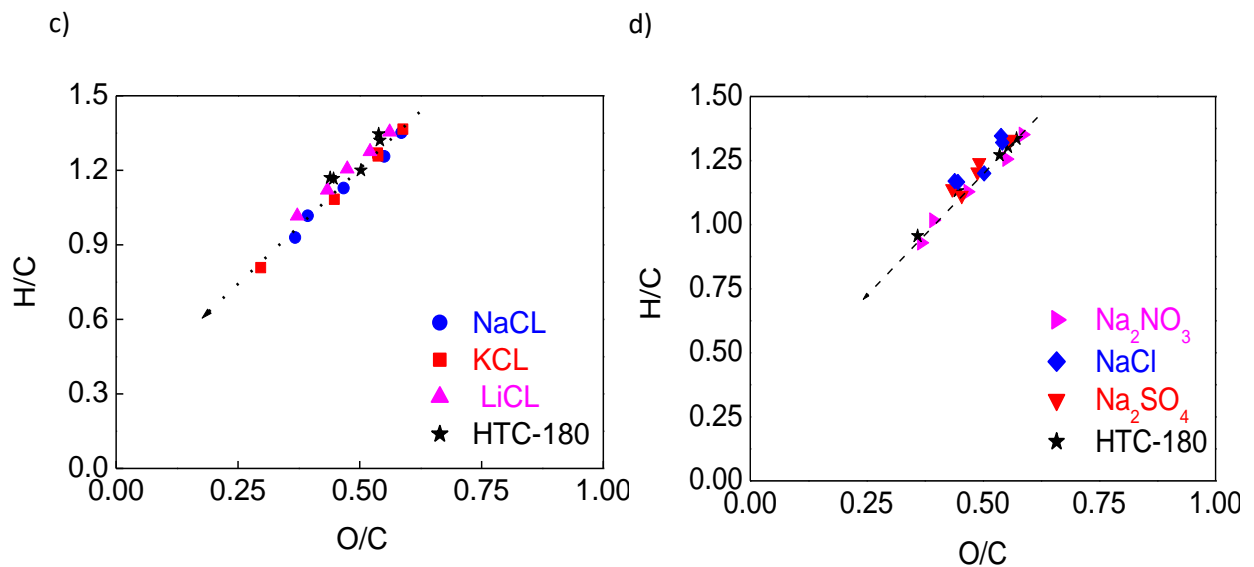 c)
H/C
1.5
1.2
0.9
0.6
0.3
0.0
0.00 0.25 0.50 0.75 1.00
O/C
NaCL
KCL
LiCL
HTC-180
d)
H/C
1.50
1.25
1.00
0.75
0.50
0.25
0.00
0.00 0.25 0.50 0.75 1.00
O/C
Na₂NO₃
NaCl
Na₂SO₄
HTC-180